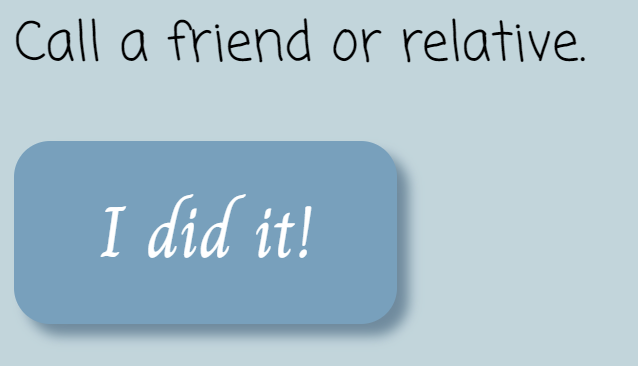 Call a friend or relative.
I did it!